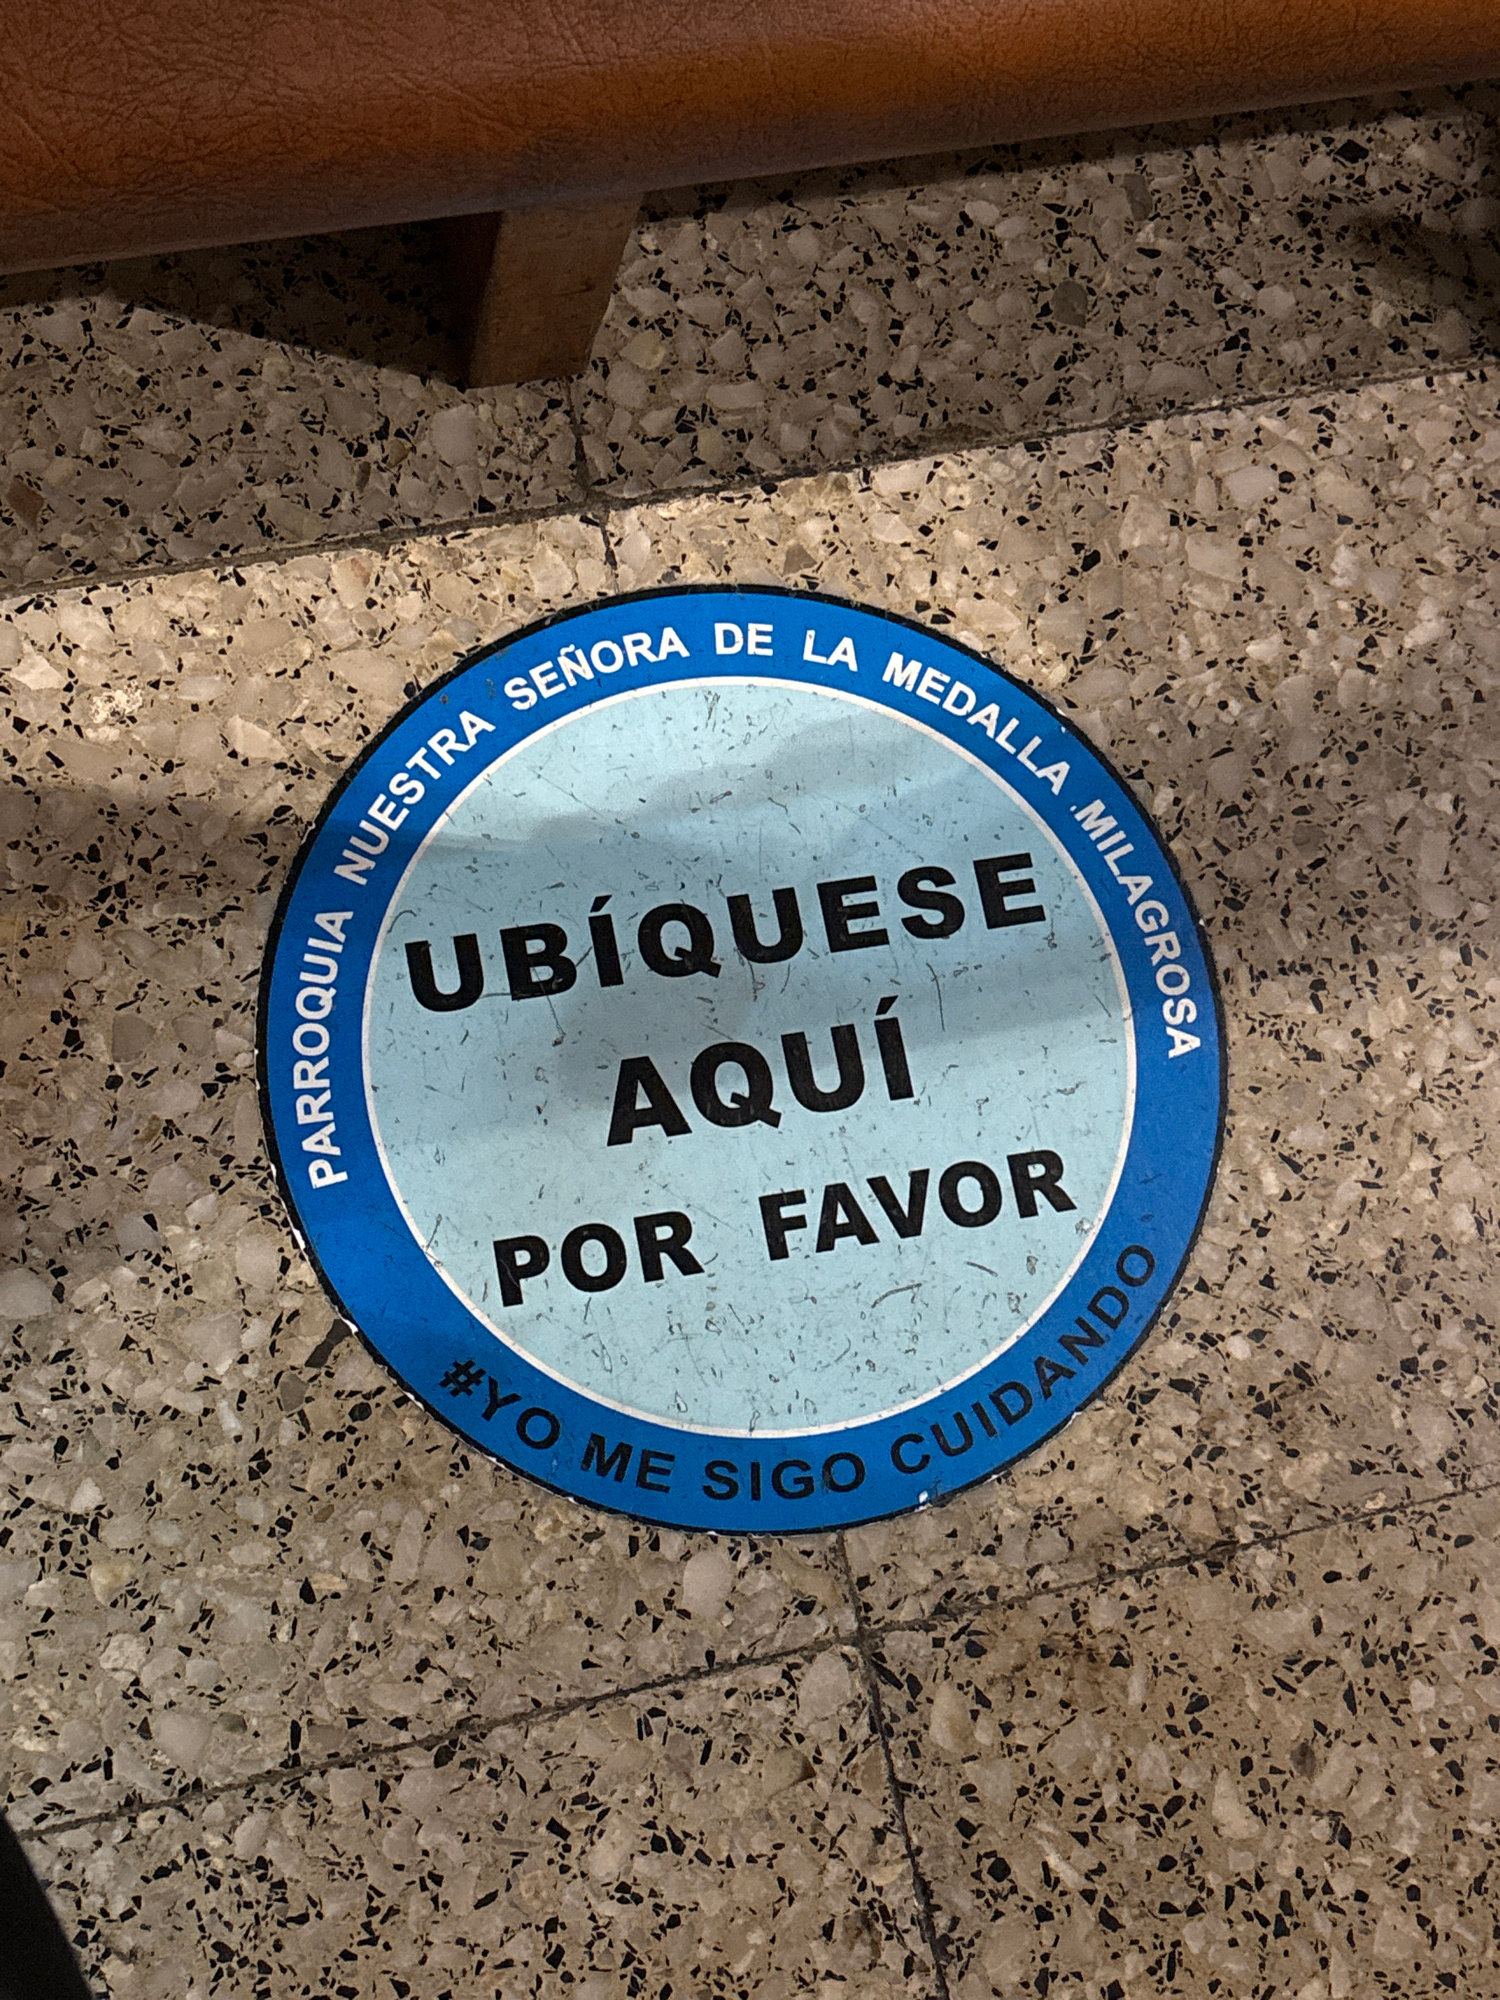 PARROQUIA NUESTRA SEÑORA DE LA MEDALLA MILAGROSA
UBÍQUESE
AQUÍ
POR FAVOR
#YO ME SIGO CUIDANDO